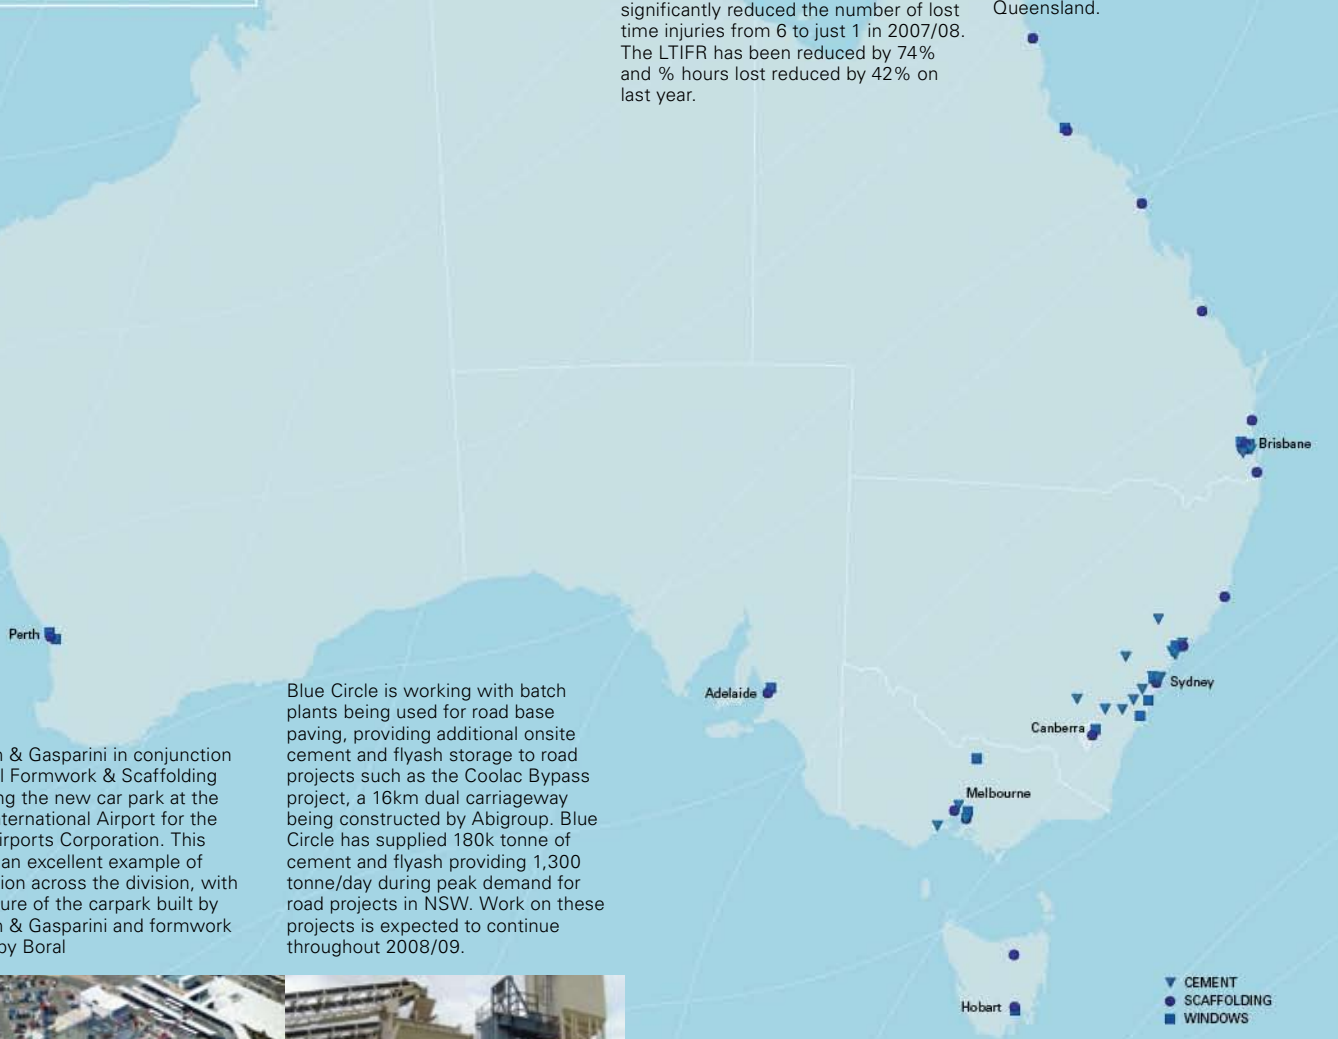 significantly reduced the number of lost
time injuries from 6 to just 1 in 2007/08.
The LTIFR has been reduced by 74%
and % hours lost reduced by 42% on
last year.
Queensland.
Brisbane
Perth
Adelaide
Sydney
Canberra
Melbourne
Hobart
& Gasparini in conjunction
Formwork & Scaffolding
the new car park at the
International Airport for the
Airports Corporation. This
an excellent example of
across the division, with
of the carpark built by
& Gasparini and formwork
by Boral
Blue Circle is working with batch
plants being used for road base
paving, providing additional onsite
cement and flyash storage to road
projects such as the Coolac Bypass
project, a 16km dual carriageway
being constructed by Abigroup. Blue
Circle has supplied 180k tonne of
cement and flyash providing 1,300
tonne/day during peak demand for
road projects in NSW. Work on these
projects is expected to continue
throughout 2008/09.
CEMENT
SCAFFOLDING
WINDOWS